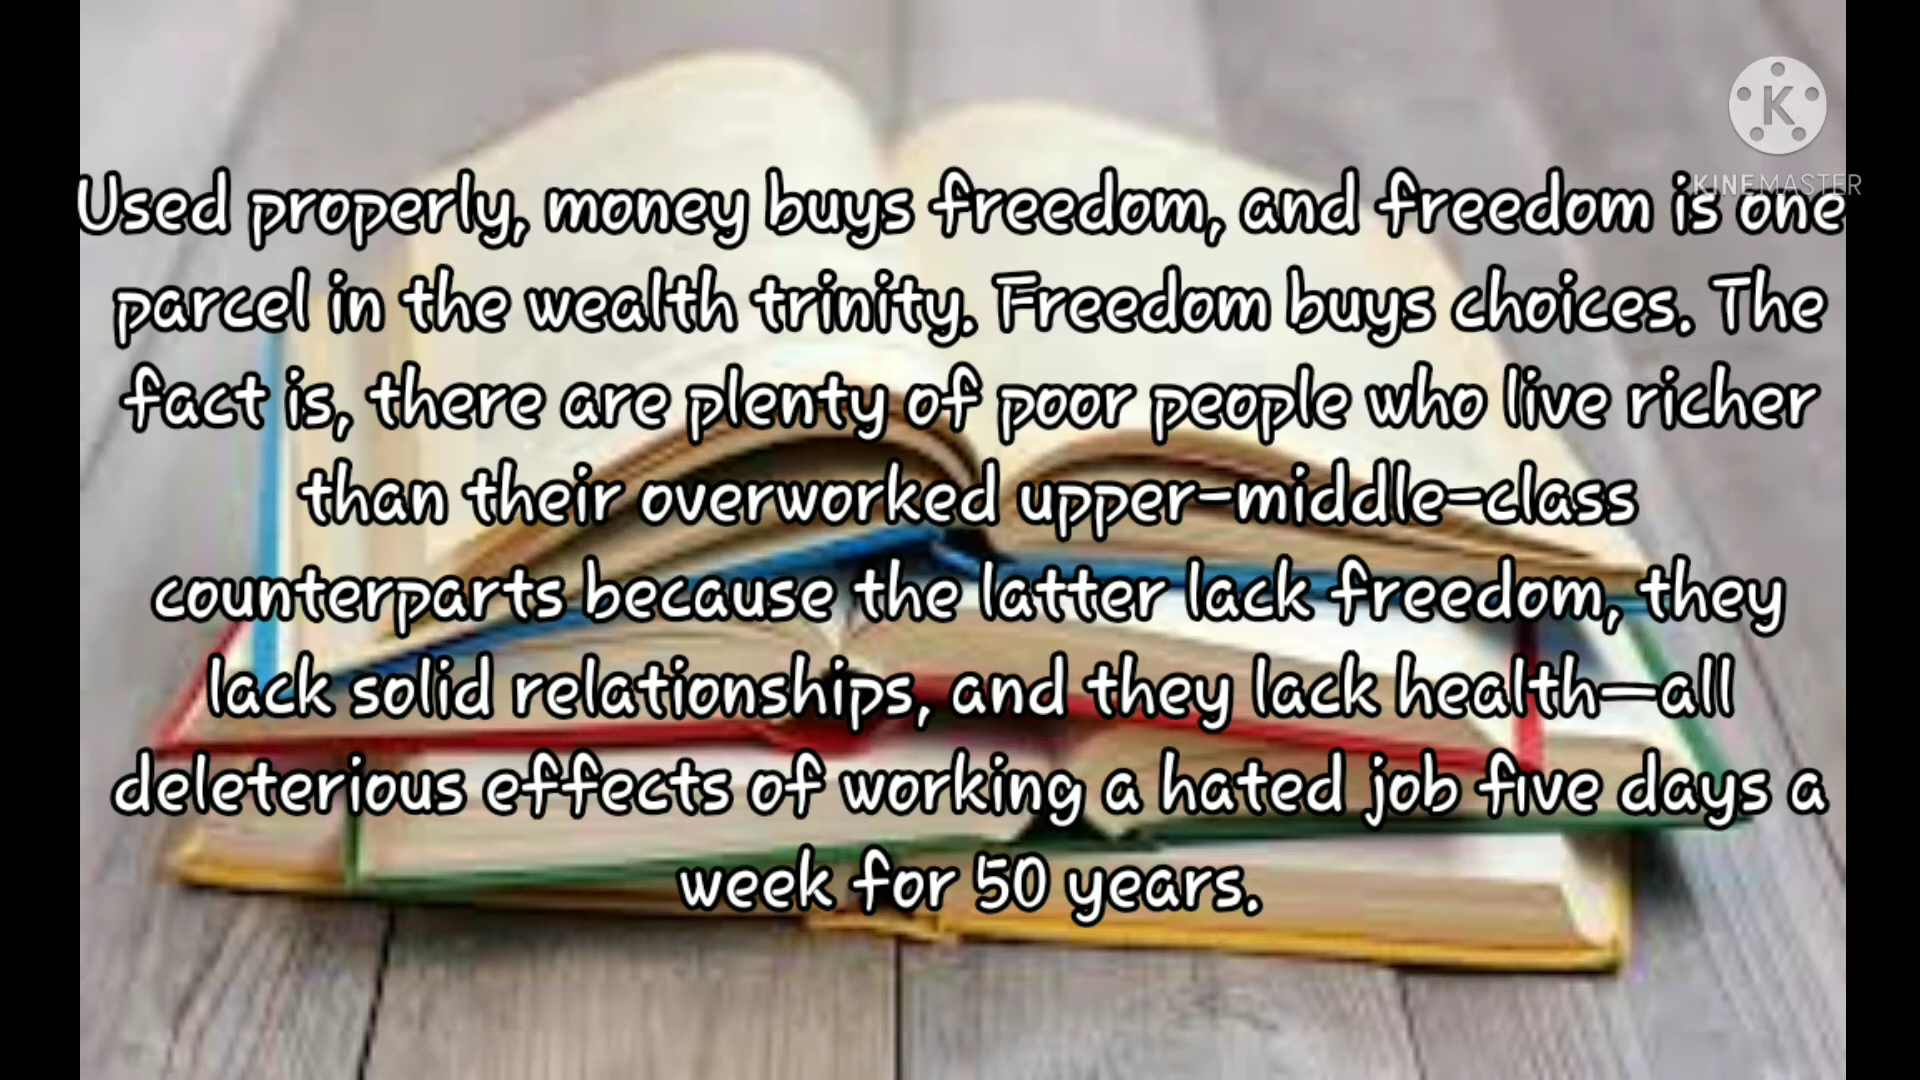 K
KINEMASTER
Used properly, money buys freedom, and freedom is one
parcel in the wealth trinity. Freedom buys choices. The
fact is, there are plenty of poor people who live richer
than their overworked upper-middle-class
counterparts because the latter lack freedom, they
lack solid relationships, and they lack health—all
deleterious effects of working a hated job five days a
week for 50 years.